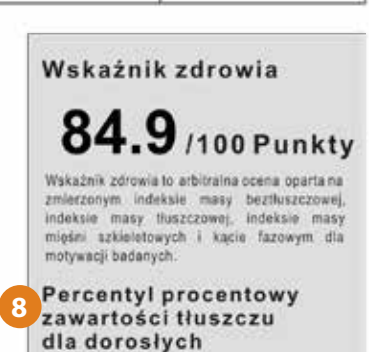 Wskaźnik zdrowia
84.9 /100 Punkty
Wskaźnik zdrowia to arbitralna ocena oparta na
zmierzonym indeksie masy beztłuszczowej,
indeksie masy tłuszczowej, indeksie masy
mięśni szkieletowych i kącie fazowym dla
motywacji badanych.
8 Percentyl procentowy
zawartości tłuszczu
dla dorosłych